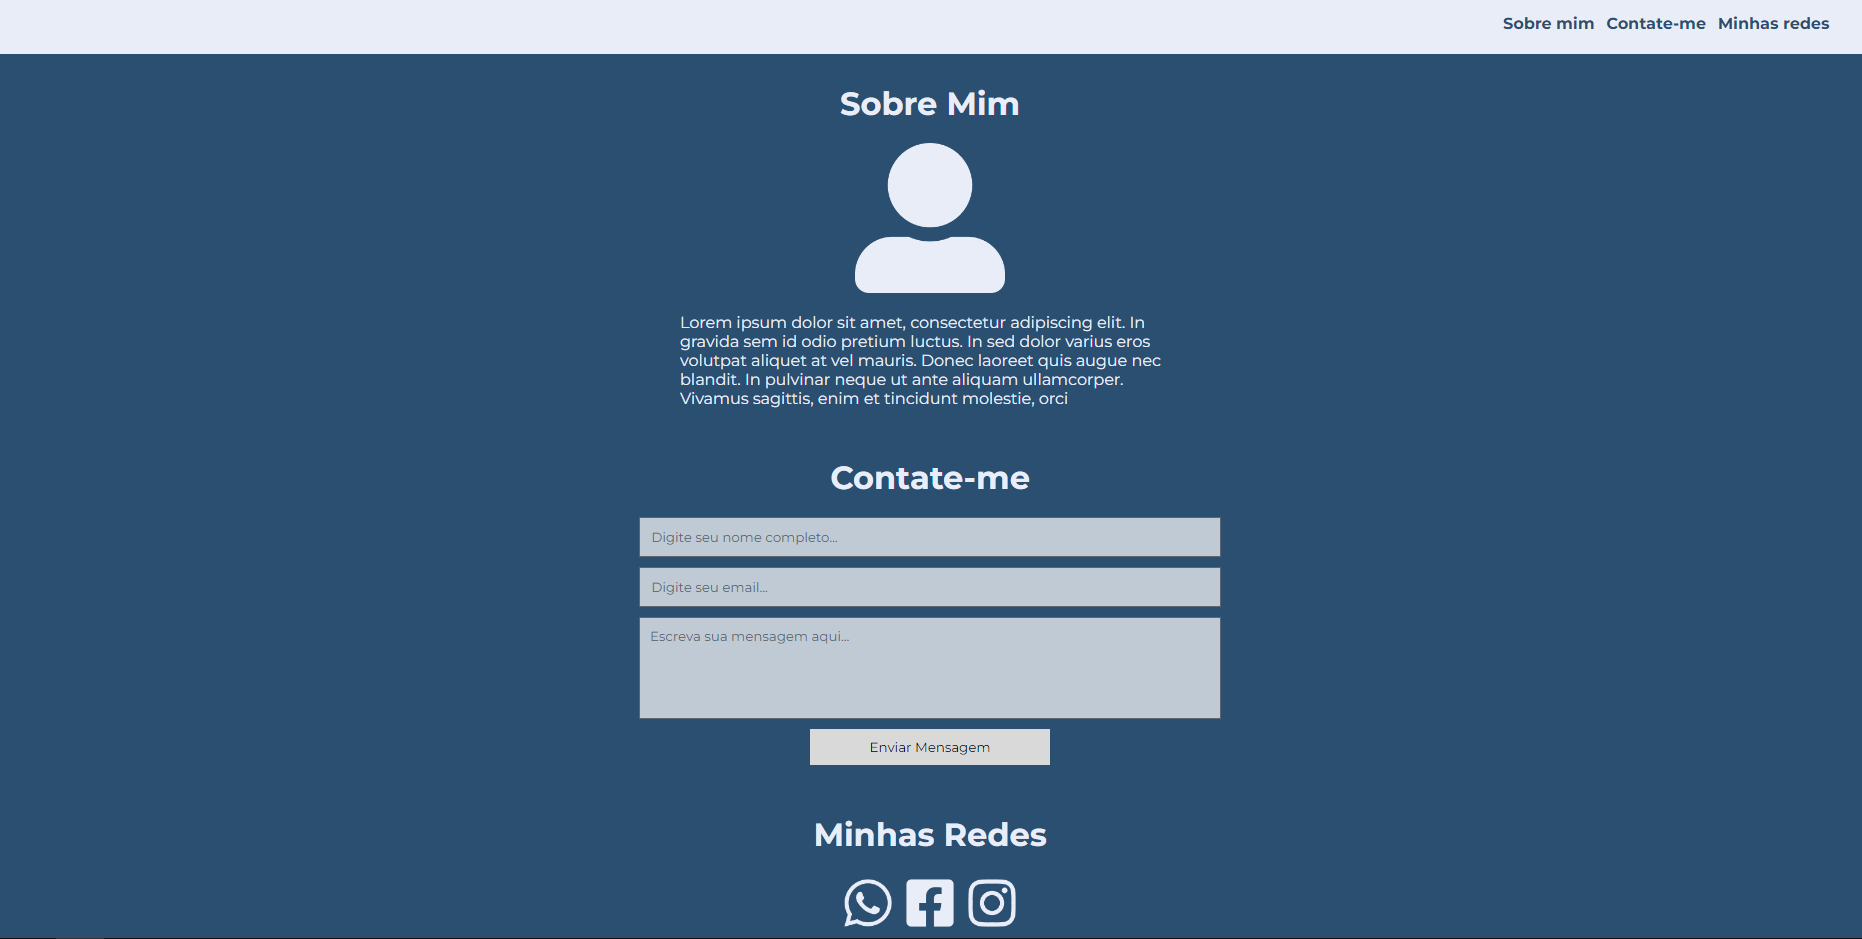 Sobre mim Contate-me Minhas redes
Sobre Mim
Lorem ipsum dolor sit amet, consectetur adipiscing elit. In
gravida sem id odio pretium luctus. In sed dolor varius eros
volutpat aliquet at vel mauris. Donec laoreet quis augue nec
blandit. In pulvinar neque ut ante aliquam ullamcorper.
Vivamus sagittis, enim et tincidunt molestie, orci
Contate-me
Digite seu nome completo...
Digite seu email...
Escreva sua mensagem aqui...
Enviar Mensagem
Minhas Redes